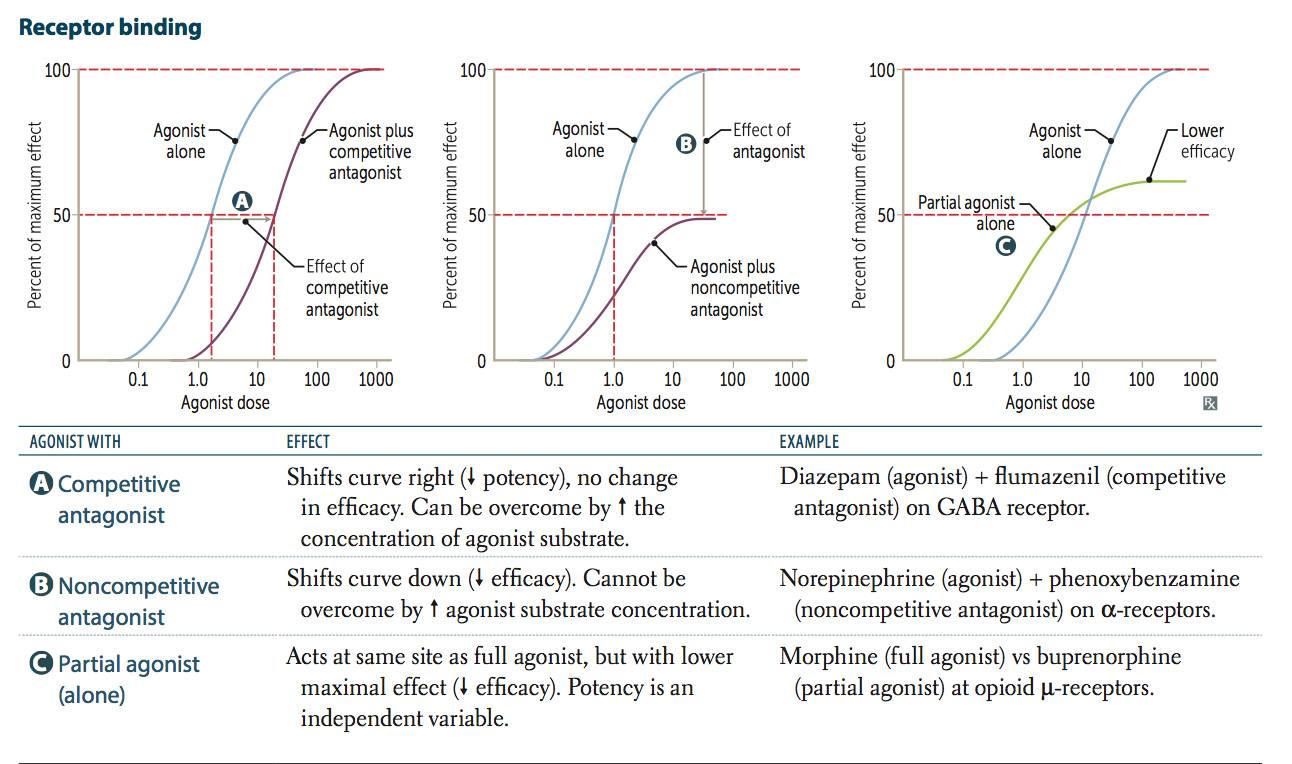 Receptor binding
100
50
0
Percent of maximum effect
Agonist
alone
Agonist plus
competitive
antagonist
A
Effect of
competitive
antagonist
0.1 1.0 10 100 1000
Agonist dose
100
50
0
Percent of maximum effect
Agonist
alone
B
Effect of
antagonist
Agonist plus
noncompetitive
antagonist
0.1 1.0 10 100 1000
Agonist dose
100
50
0
Percent of maximum effect
Agonist
alone
Lower
efficacy
Partial agonist
alone
C
0.1 1.0 10 100 1000
Agonist dose
Rx
AGONIST WITH EFFECT EXAMPLE
A Competitive
antagonist
Shifts curve right (↓ potency), no change
in efficacy. Can be overcome by ↑ the
concentration of agonist substrate.
Diazepam (agonist) + flumazenil (competitive
antagonist) on GABA receptor.
B Noncompetitive
antagonist
Shifts curve down (↓ efficacy). Cannot be
overcome by ↑ agonist substrate concentration.
Norepinephrine (agonist) + phenoxybenzamine
(noncompetitive antagonist) on α-receptors.
C Partial agonist
(alone)
Acts at same site as full agonist, but with lower
maximal effect (↓ efficacy). Potency is an
independent variable.
Morphine (full agonist) vs buprenorphine
(partial agonist) at opioid μ-receptors.